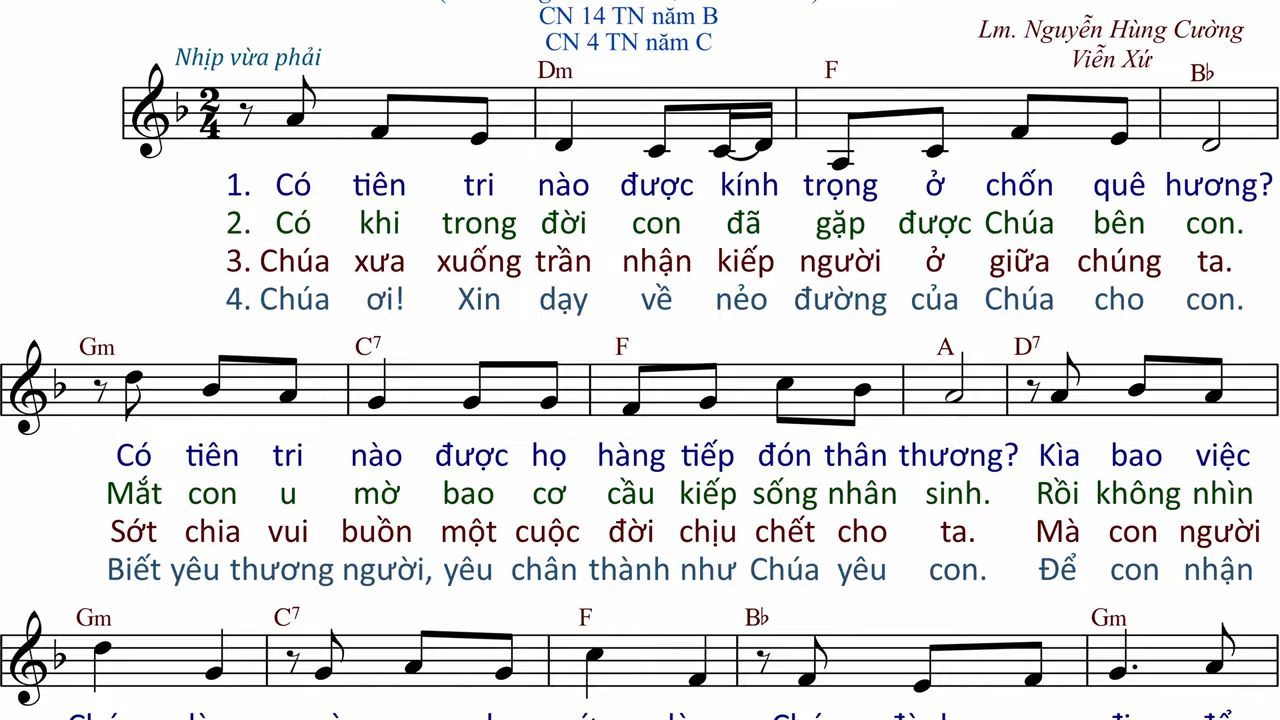 CN 14 TN năm B
CN 4 TN năm C
Lm. Nguyễn Hùng Cường
Nhịp vừa phải
Viễn Xứ
Dm F B♭
2
4
1. Có tiên tri nào được kính trọng ở chốn quê hương?
2. Có khi trong đời con đã gặp được Chúa bên con.
3. Chúa xưa xuống trần nhận kiếp người ở giữa chúng ta.
4. Chúa ơi! Xin dạy về nẻo đường của Chúa cho con.
Gm C7 F A D7
Có tiên tri nào được họ hàng tiếp đón thân thương? Kìa bao việc
Mắt con u mờ bao cơ cầu kiếp sống nhân sinh. Rồi không nhìn
Sớt chia vui buồn một cuộc đời chịu chết cho ta. Mà con người
Biết yêu thương người, yêu chân thành như Chúa yêu con. Để con nhận
Gm C7 F B♭ Gm